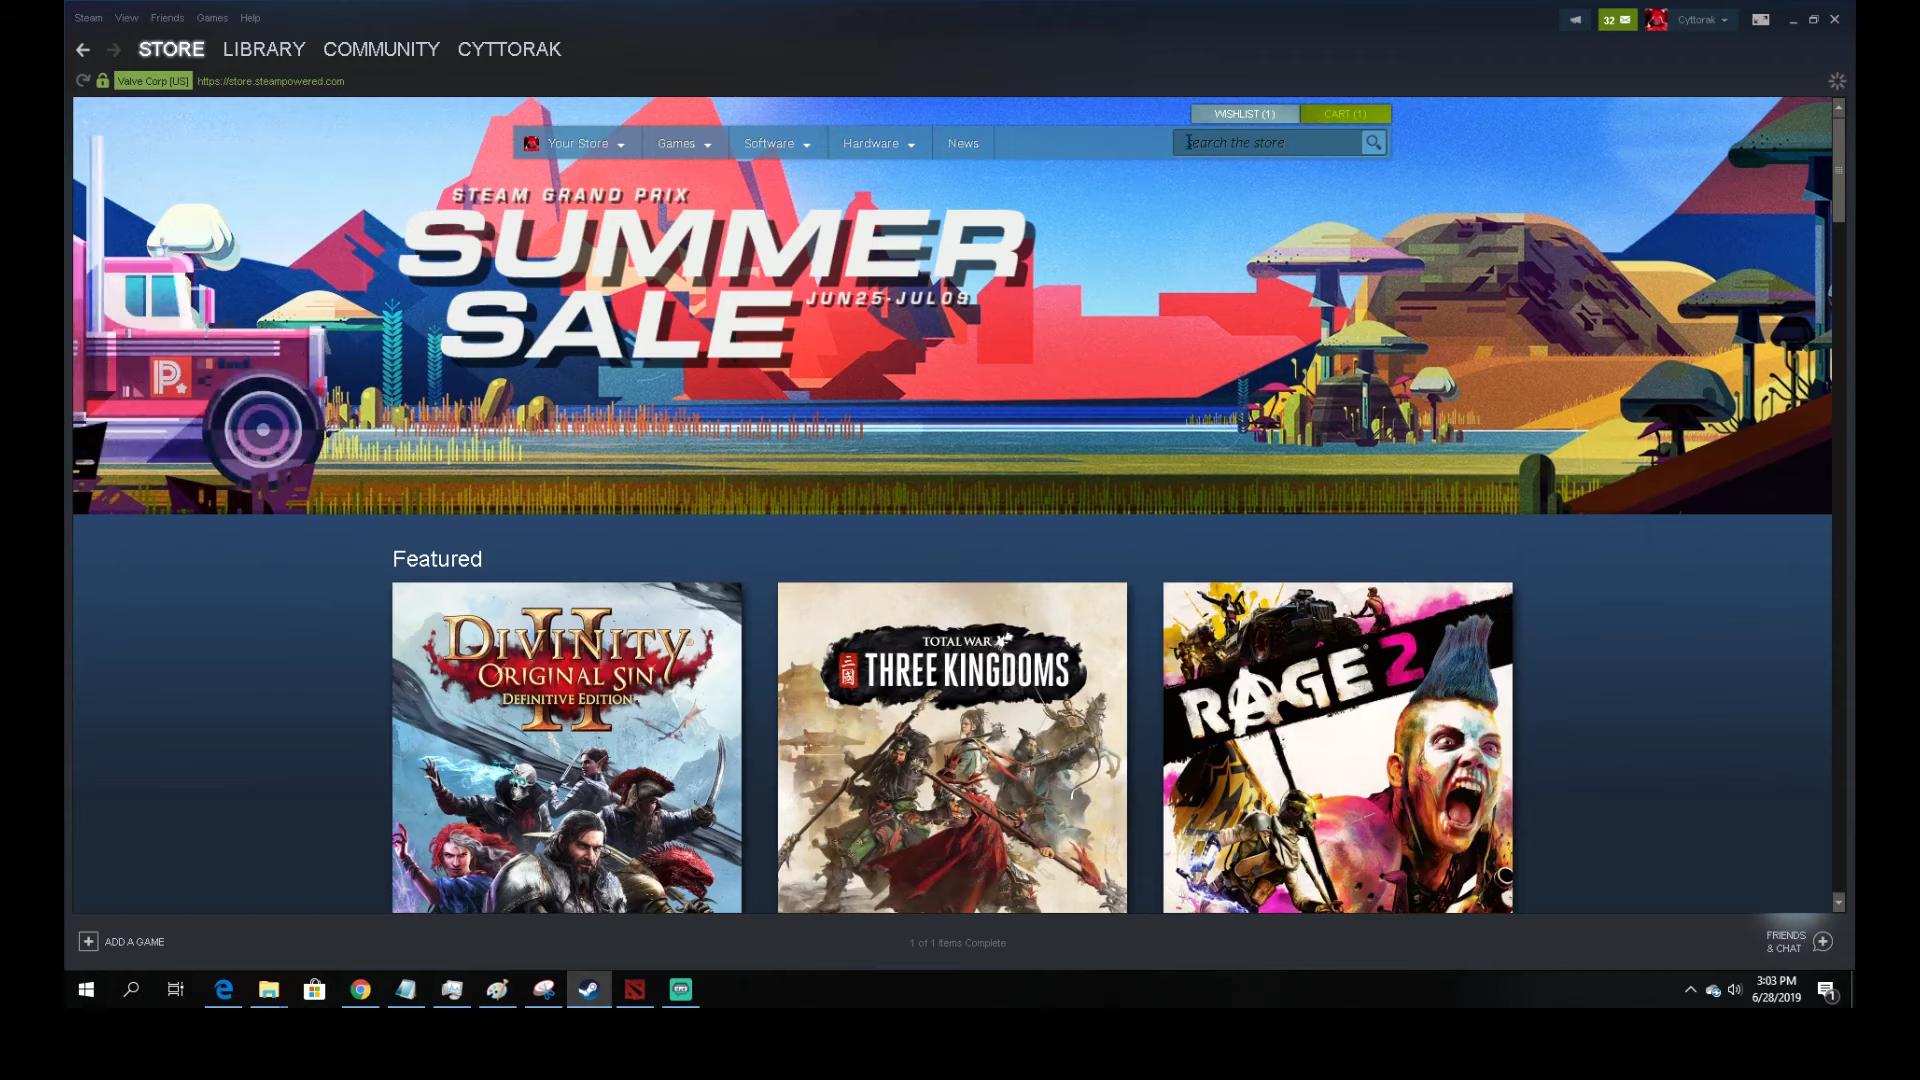 Steam View Friends Games Help
32 Cyttorak
STORE LIBRARY COMMUNITY CYTTORAK
Valve Corp [US] https://store.steampowered.com
WISHLIST (1) CART (1)
Your Store Games Software Hardware News
Search the store
STEAM GRAND PRIX
SUMMER
SALE JUN25-JUL09
P.
Featured
DIVINITY
II
ORIGINAL SIN
DEFINITIVE EDITION
TOTAL WAR
三國 THREE KINGDOMS
RAGE 2
ADD A GAME
1 of 1 Items Complete
FRIENDS
& CHAT
3:03 PM
6/28/2019
1